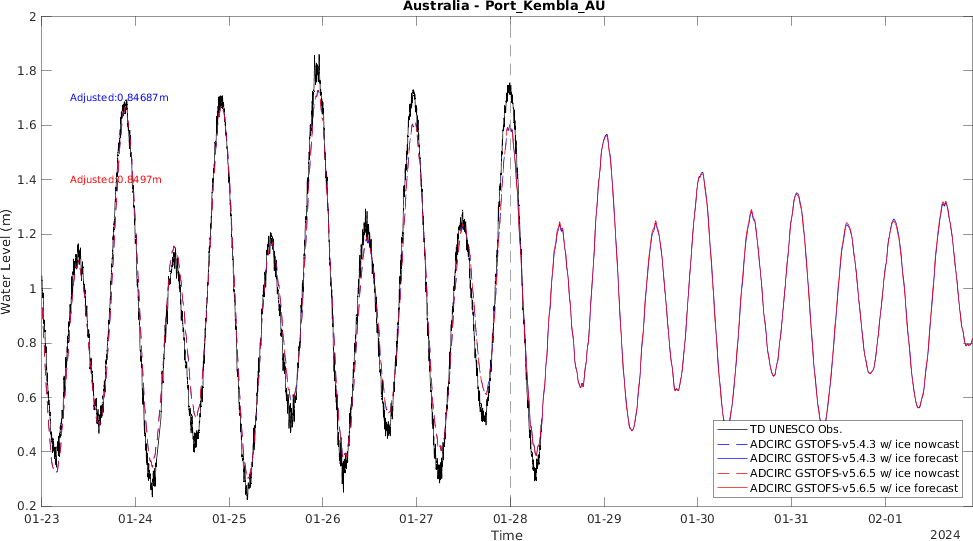 Australia - Port_Kembla_AU
2
1.8
1.6
1.4
1.2
1
0.8
0.6
0.4
0.2
Water Level (m)
Adjusted:0.84687m
Adjusted:0.8497m
TD UNESCO Obs.
ADCIRC GSTOFS-v5.4.3 w/ ice nowcast
ADCIRC GSTOFS-v5.4.3 w/ ice forecast
ADCIRC GSTOFS-v5.6.5 w/ ice nowcast
ADCIRC GSTOFS-v5.6.5 w/ ice forecast
01-23 01-24 01-25 01-26 01-27 01-28 01-29 01-30 01-31 02-01
Time
2024